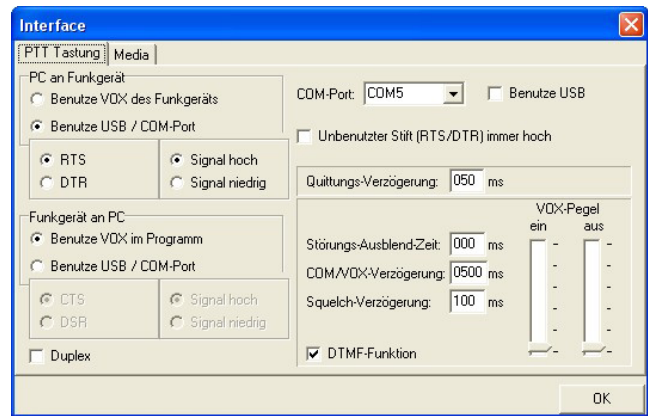 Interface
PTT Tastung Media
PC an Funkgerät
Benutze VOX des Funkgeräts
Benutze USB / COM-Port
RTS
DTR
Signal hoch
Signal niedrig
Funkgerät an PC
Benutze VOX im Programm
Benutze USB / COM-Port
CTS
DSR
Signal hoch
Signal niedrig
Duplex
COM-Port: COM5 Benutze USB
Unbenutzter Stift (RTS/DTR) immer hoch
Quittungs-Verzögerung: 050 ms
VOX-Pegel
ein aus
Störungs-Ausblend-Zeit: 000 ms
COM/VOX-Verzögerung: 0500 ms
Squelch-Verzögerung: 100 ms
DTMF-Funktion
OK